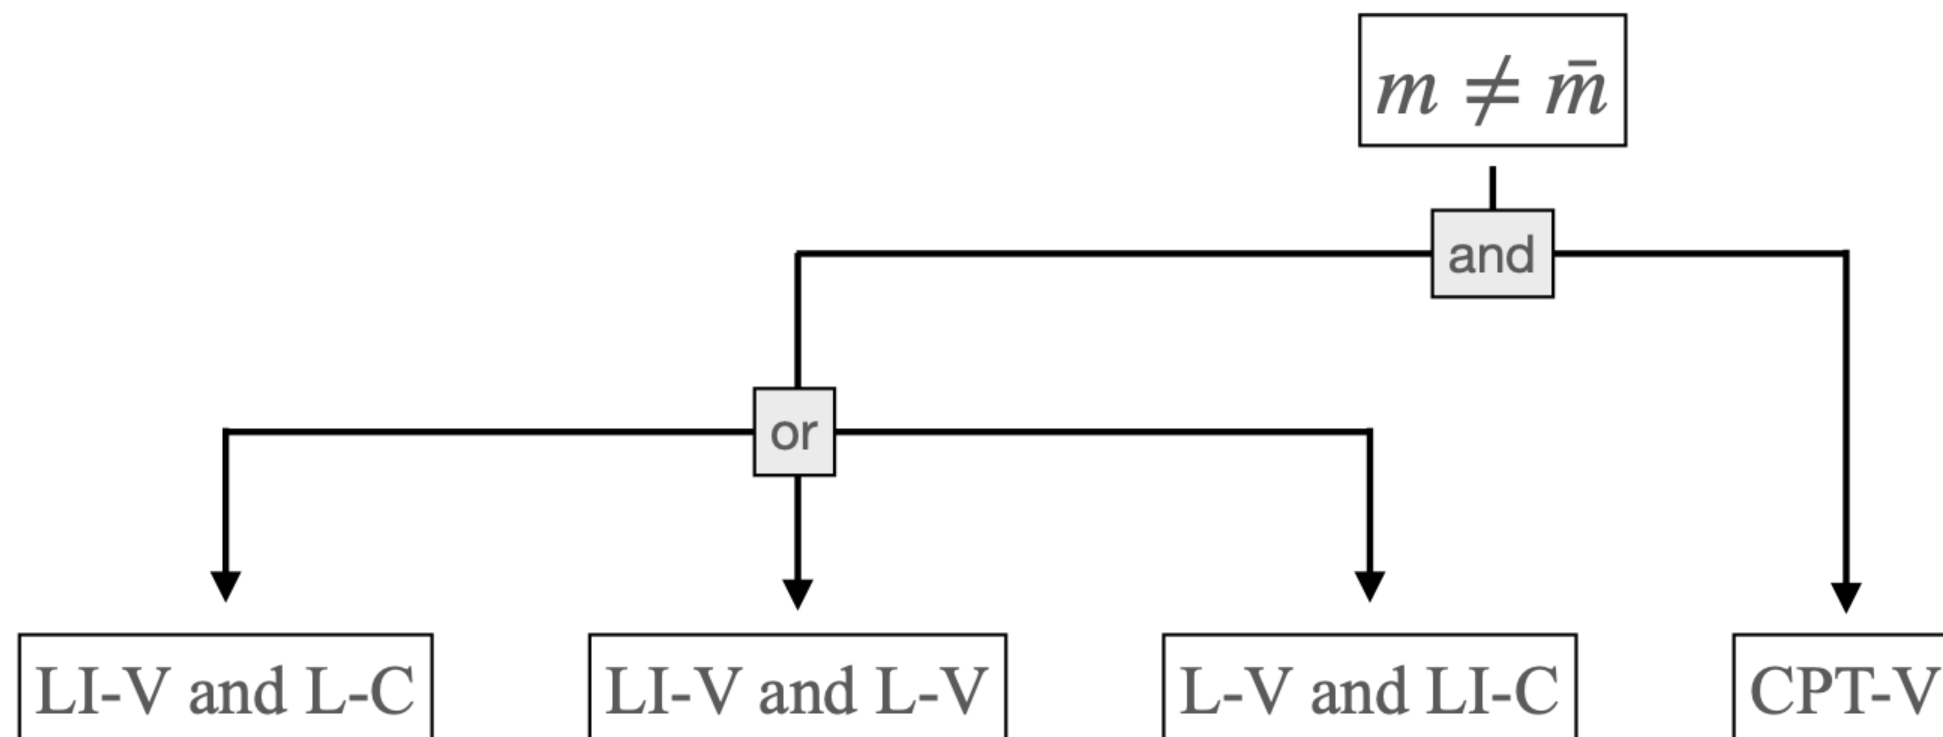 m ≠ m̄
and
or
LI-V and L-C
LI-V and L-V
L-V and LI-C
CPT-V